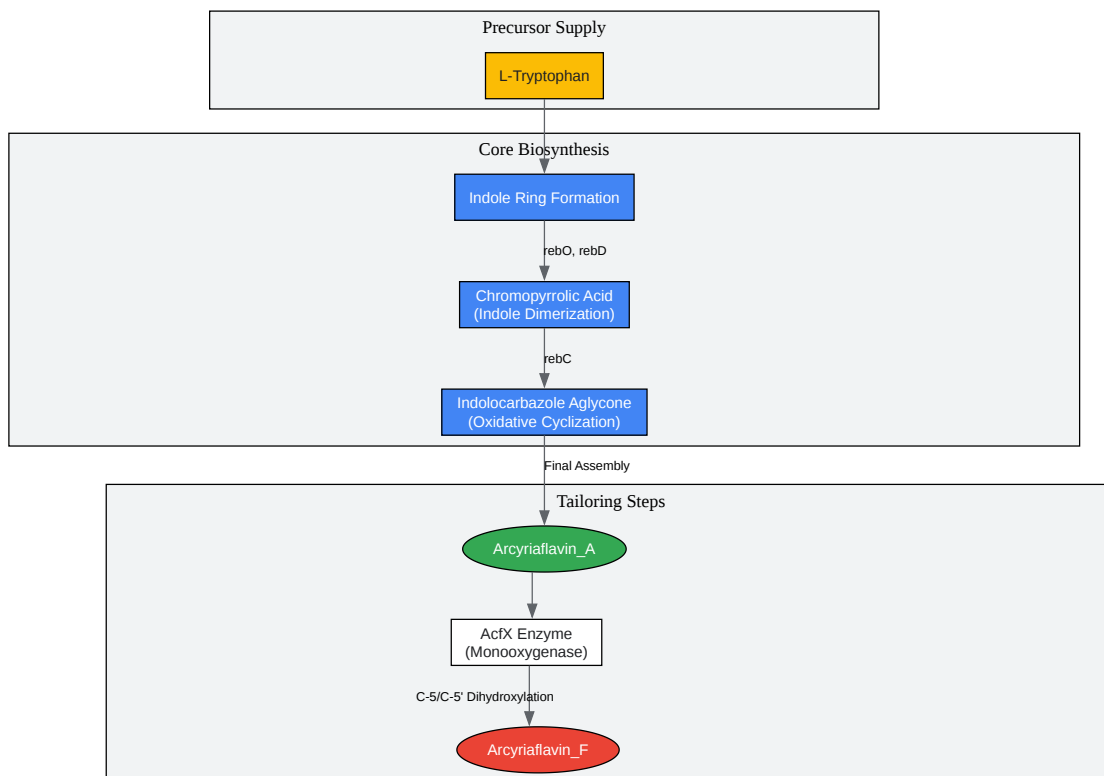 Precursor Supply
L-Tryptophan
Core Biosynthesis
Indole Ring Formation
rebO, rebD
Chromopyrrolic Acid
(Indole Dimerization)
rebC
Indolocarbazole Aglycone
(Oxidative Cyclization)
Final Assembly
Tailoring Steps
Arcyriaflavin_A
AcfX Enzyme
(Monooxygenase)
C-5/C-5' Dihydroxylation
Arcyriaflavin_F